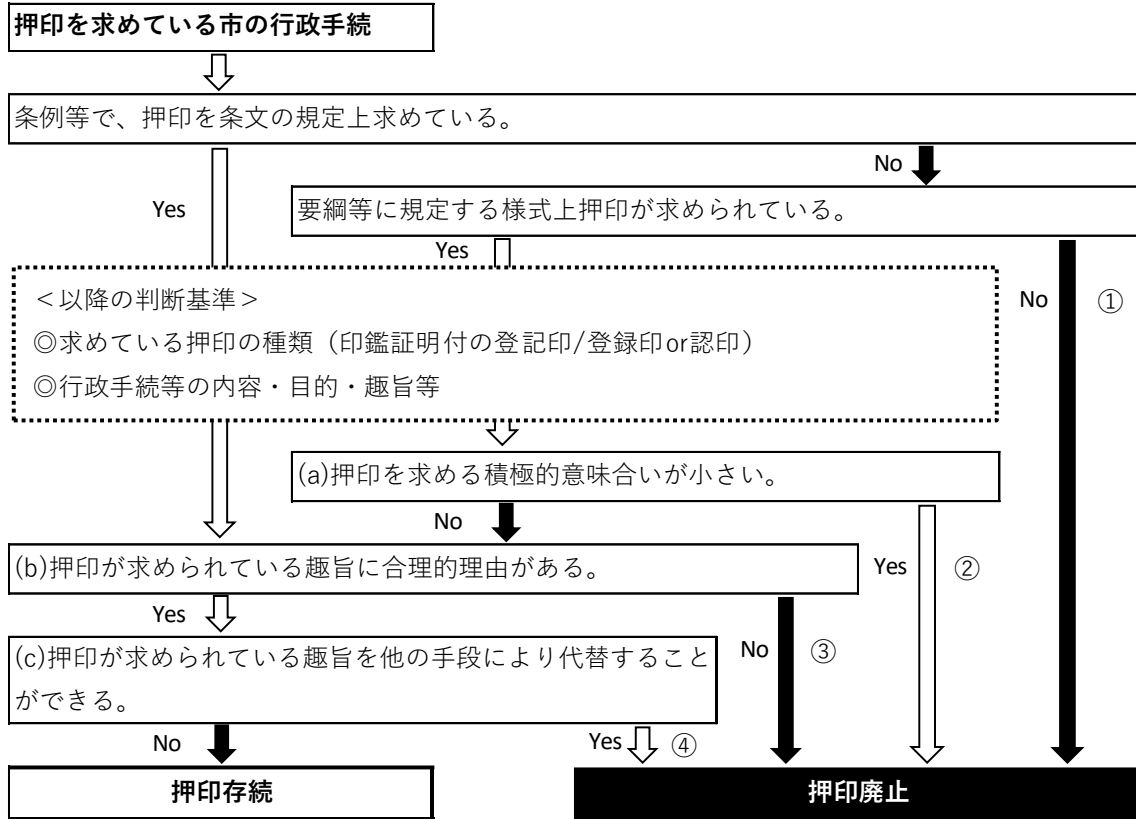 押印を求めている市の行政手続
条例等で、押印を条文の規定上求めている。
No
Yes
要綱等に規定する様式上押印が求められている。
Yes
No ①
＜以降の判断基準＞
◎求めている押印の種類（印鑑証明付の登記印/登録印or認印）
◎行政手続等の内容・目的・趣旨等
(a)押印を求める積極的意味合いが小さい。
No
(b)押印が求められている趣旨に合理的理由がある。
Yes ②
Yes
(c)押印が求められている趣旨を他の手段により代替すること
ができる。
No ③
No
Yes ④
押印存続
押印廃止